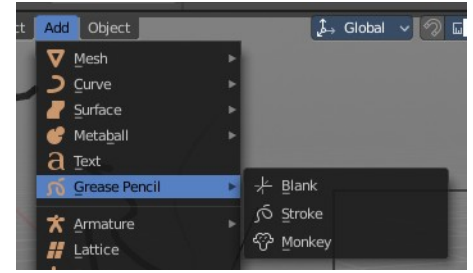 Add Object Global
Mesh
Curve
Surface
Metaball
Text
Grease Pencil Blank
Armature Stroke
Lattice Monkey